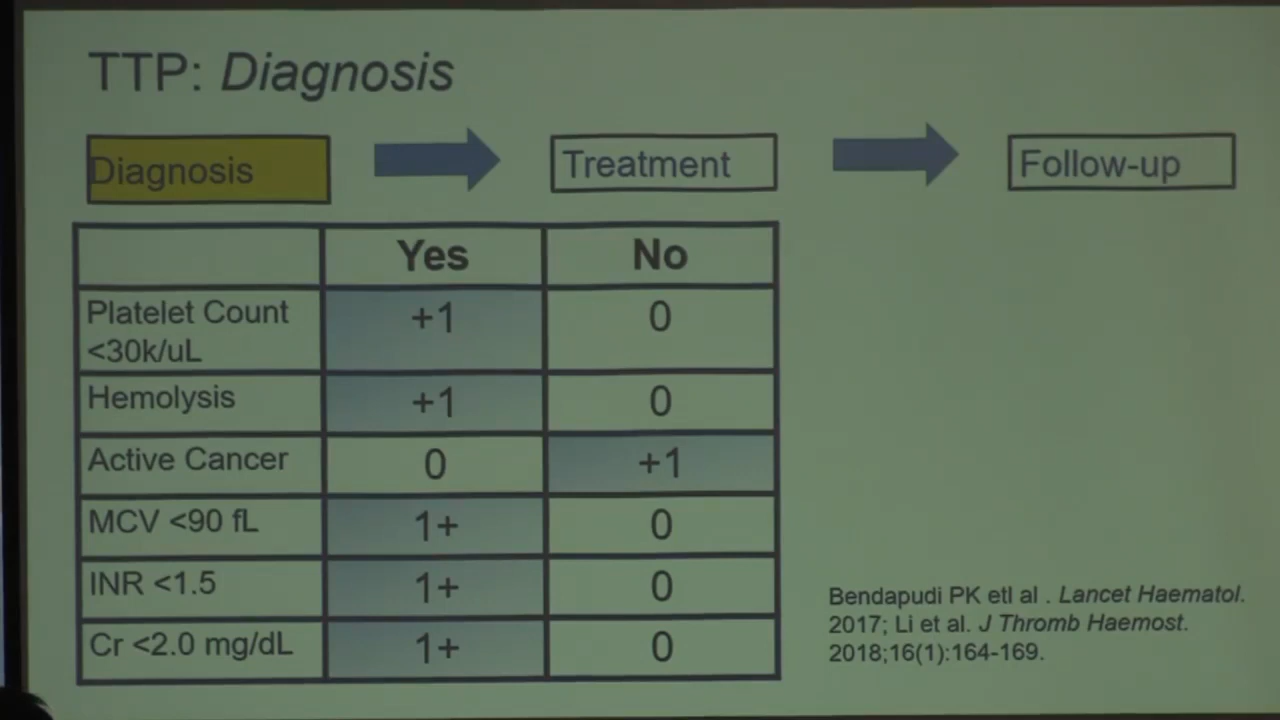 TTP: Diagnosis
Diagnosis
Treatment
Follow-up
Yes
No
Platelet Count
<30k/uL
+1
0
Hemolysis
+1
0
Active Cancer
0
+1
MCV <90 fL
1+
0
INR <1.5
1+
0
Cr <2.0 mg/dL
1+
0
Bendapudi PK etl al . Lancet Haematol.
2017; Li et al. J Thromb Haemost.
2018;16(1):164-169.